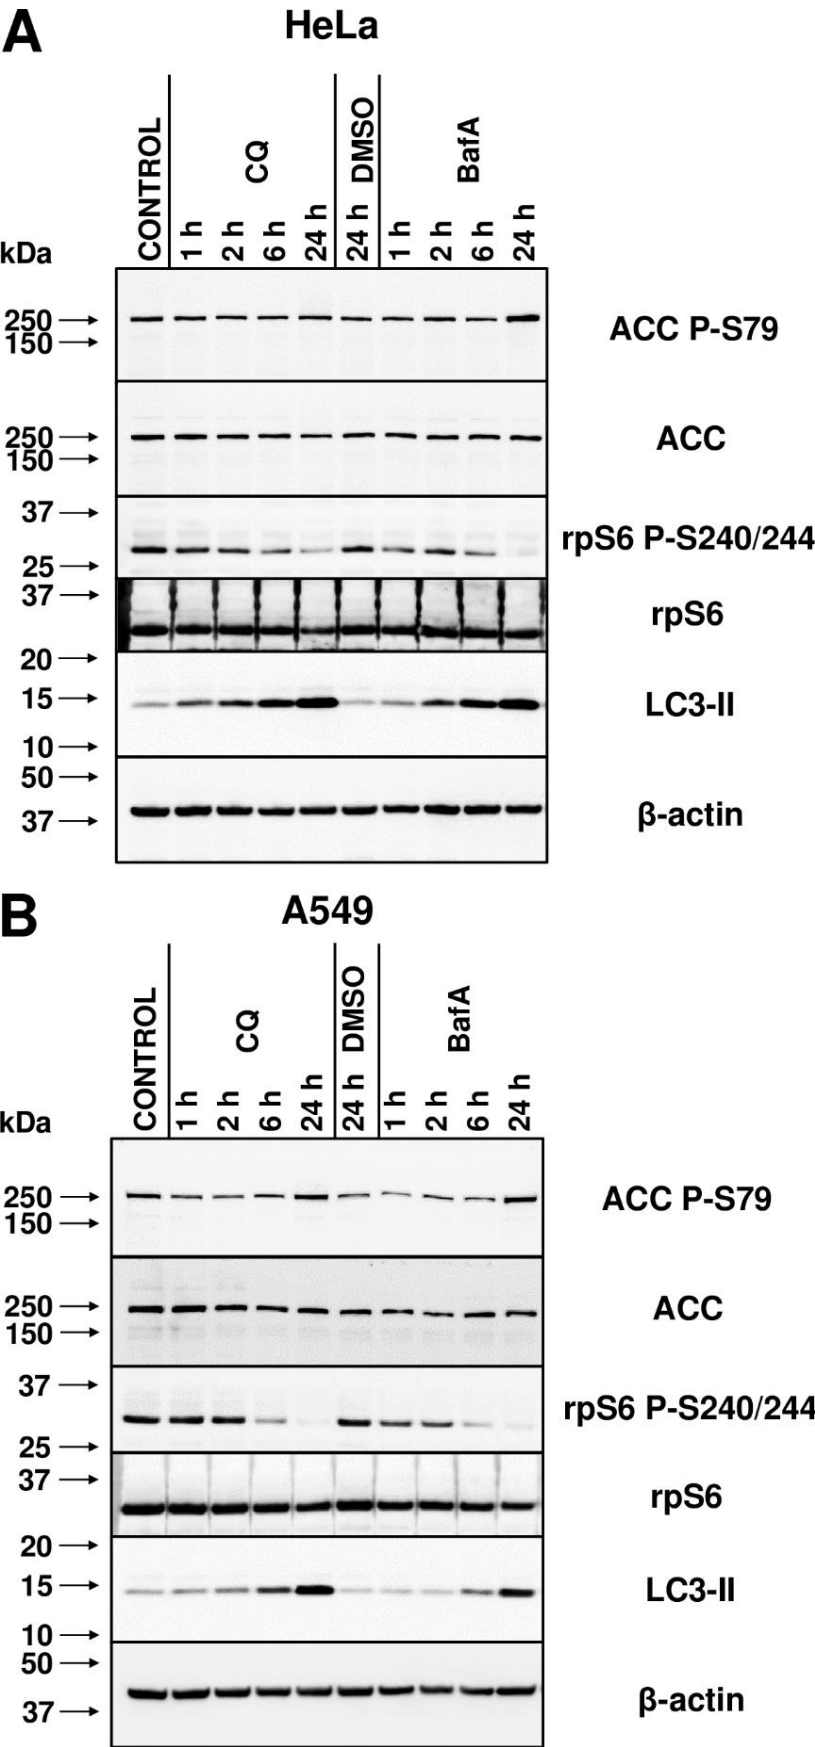 A
HeLa
CONTROL
CQ
DMSO
BafA
1 h
2 h
6 h
24 h
24 h
1 h
2 h
6 h
24 h
kDa
250
150
ACC P-S79
250
150
ACC
37
25
rpS6 P-S240/244
37
rpS6
20
15
10
LC3-II
50
37
β-actin
B
A549
CONTROL
CQ
DMSO
BafA
1 h
2 h
6 h
24 h
24 h
1 h
2 h
6 h
24 h
kDa
250
150
ACC P-S79
250
150
ACC
37
25
rpS6 P-S240/244
37
rpS6
20
15
10
LC3-II
50
37
β-actin